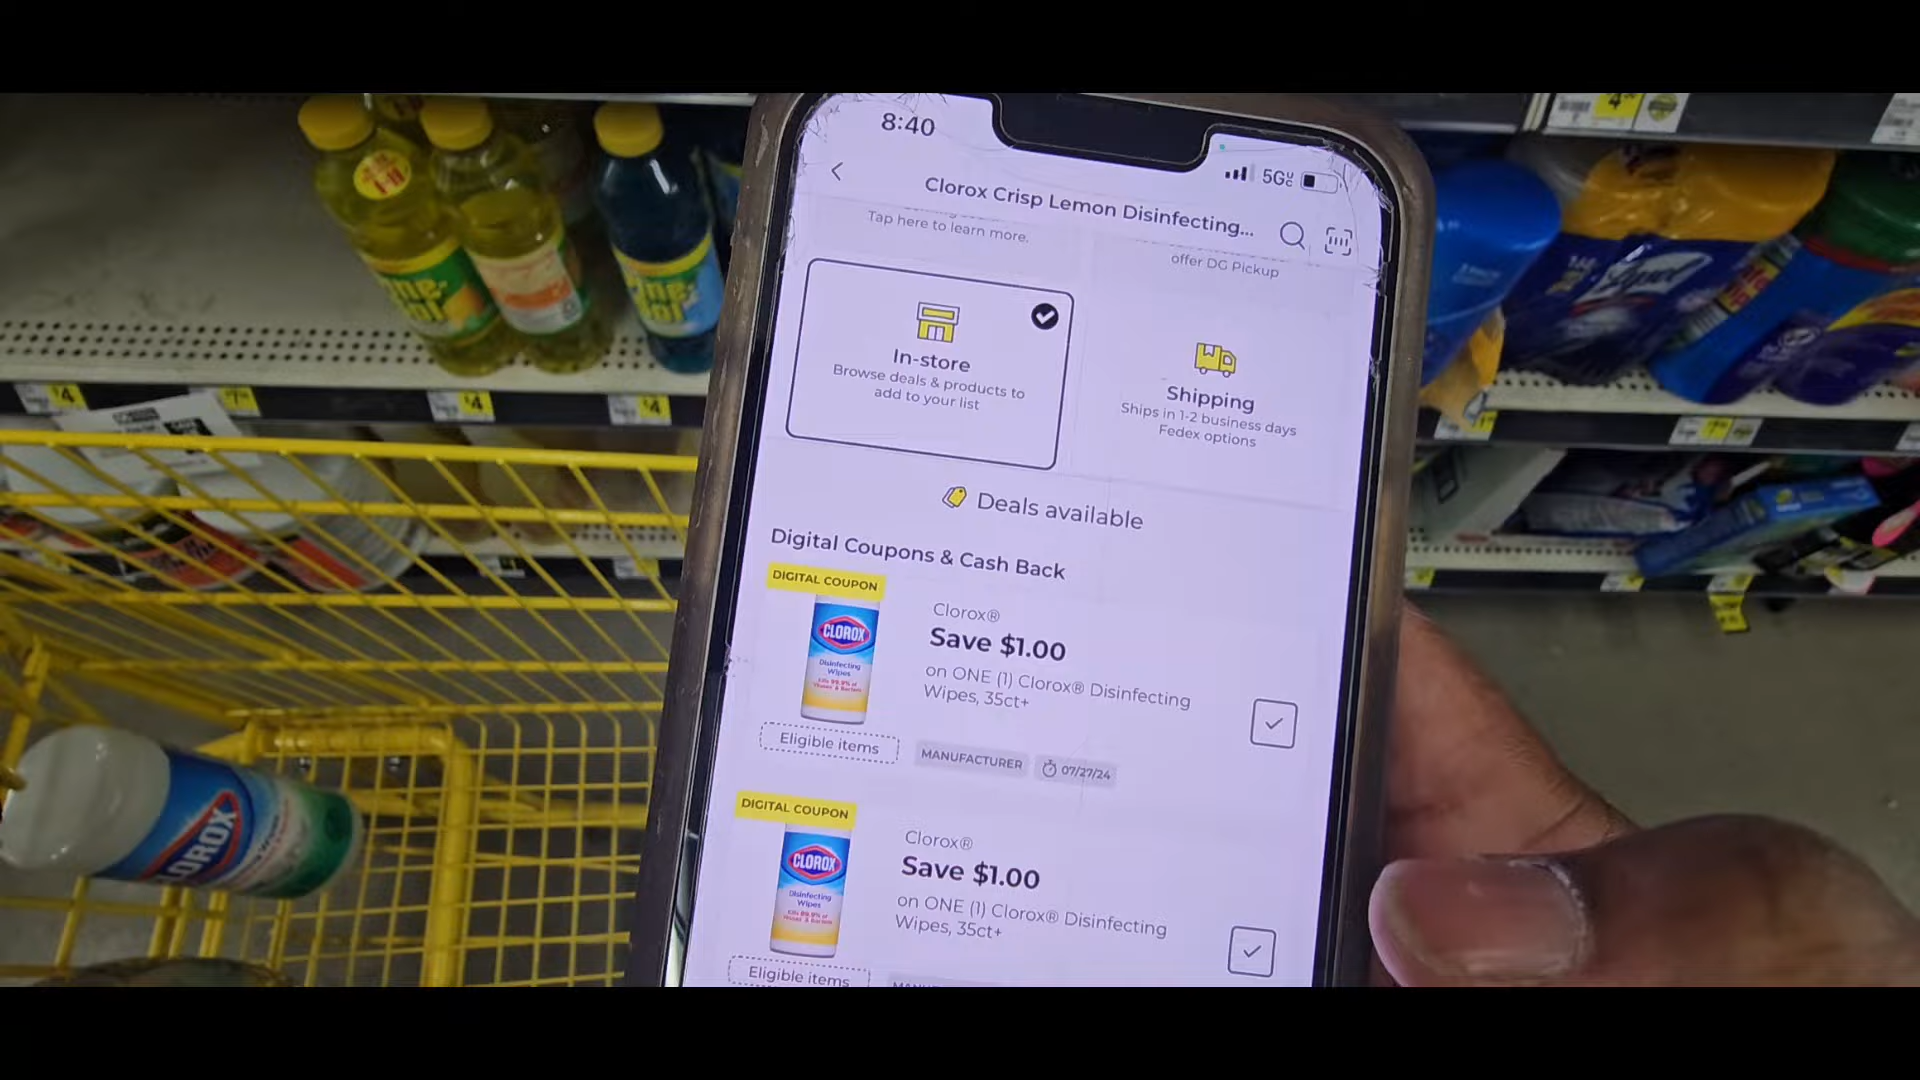 8:40
5G
Clorox Crisp Lemon Disinfecting...
Tap here to learn more.
offer DG Pickup
In-store
Browse deals & products to
add to your list
Shipping
Ships in 1-2 business days
Fedex options
Deals available
Digital Coupons & Cash Back
DIGITAL COUPON
CLOROX
Disinfecting
Wipes
Clorox®
Save $1.00
on ONE (1) Clorox® Disinfecting
Wipes, 35ct+
Eligible items
MANUFACTURER
07/27/24
DIGITAL COUPON
CLOROX
Disinfecting
Wipes
Clorox®
Save $1.00
on ONE (1) Clorox® Disinfecting
Wipes, 35ct+
Eligible items
$4
$4
$4